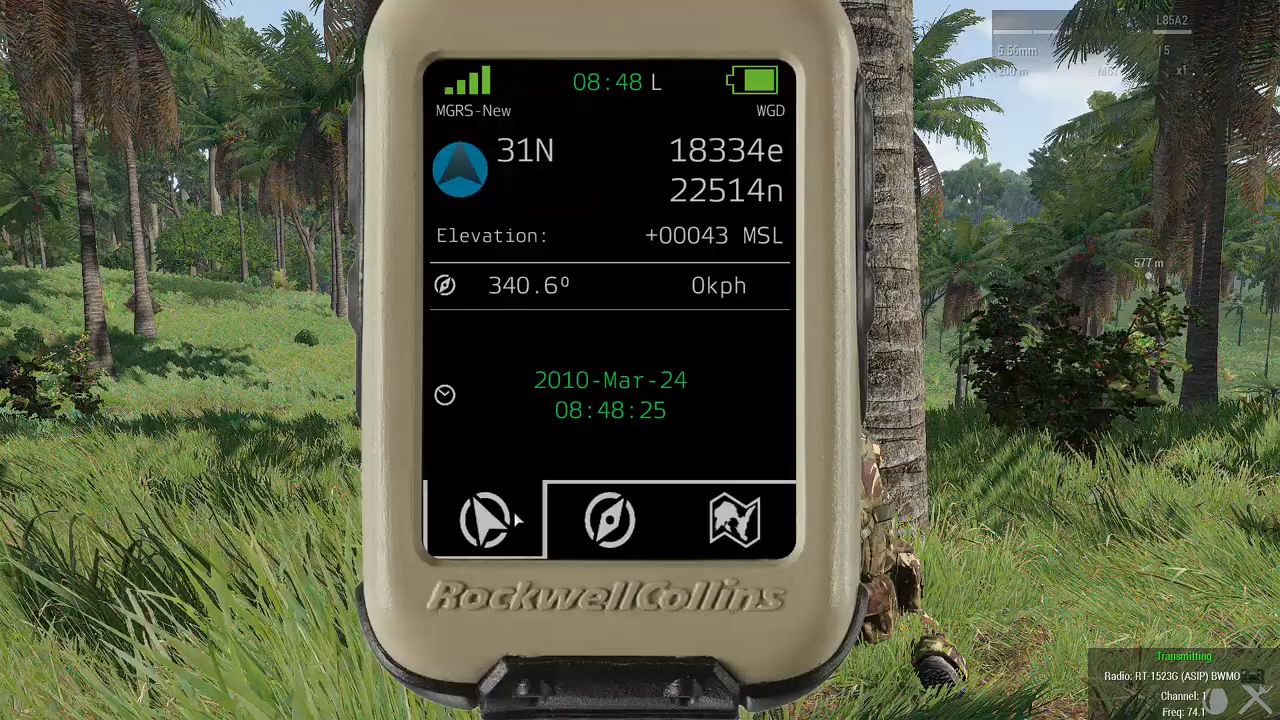 08:48 L
MGRS-New
WGD
31N
18334e
22514n
Elevation:
+00043 MSL
340.6º
0kph
2010-Mar-24
08:48:25
RockwellCollins
L85A2
5.56mm
200 m
x1
577 m
Transmitting
Radio: RT-1523G (ASIP) BWMO
Channel: 1
Freq: 74.1